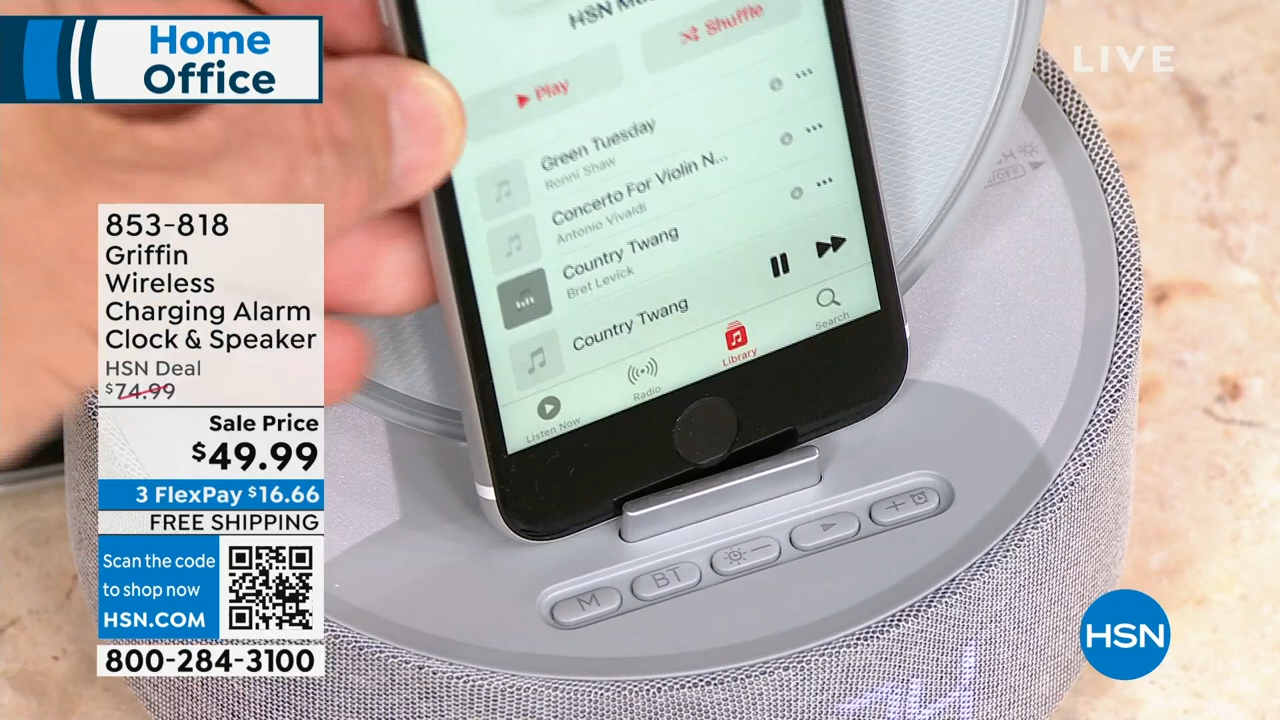 Home
Office
LIVE
853-818
Griffin
Wireless
Charging Alarm
Clock & Speaker
HSN Deal
$74.99
Sale Price
$49.99
3 FlexPay $16.66
FREE SHIPPING
Scan the code
to shop now
HSN.COM
800-284-3100
Shuffle
Play
Green Tuesday
Ronni Shaw
Concerto For Violin N...
Antonio Vivaldi
Country Twang
Bret Levick
Country Twang
Listen Now
Radio
Library
Search
M
BT
HSN